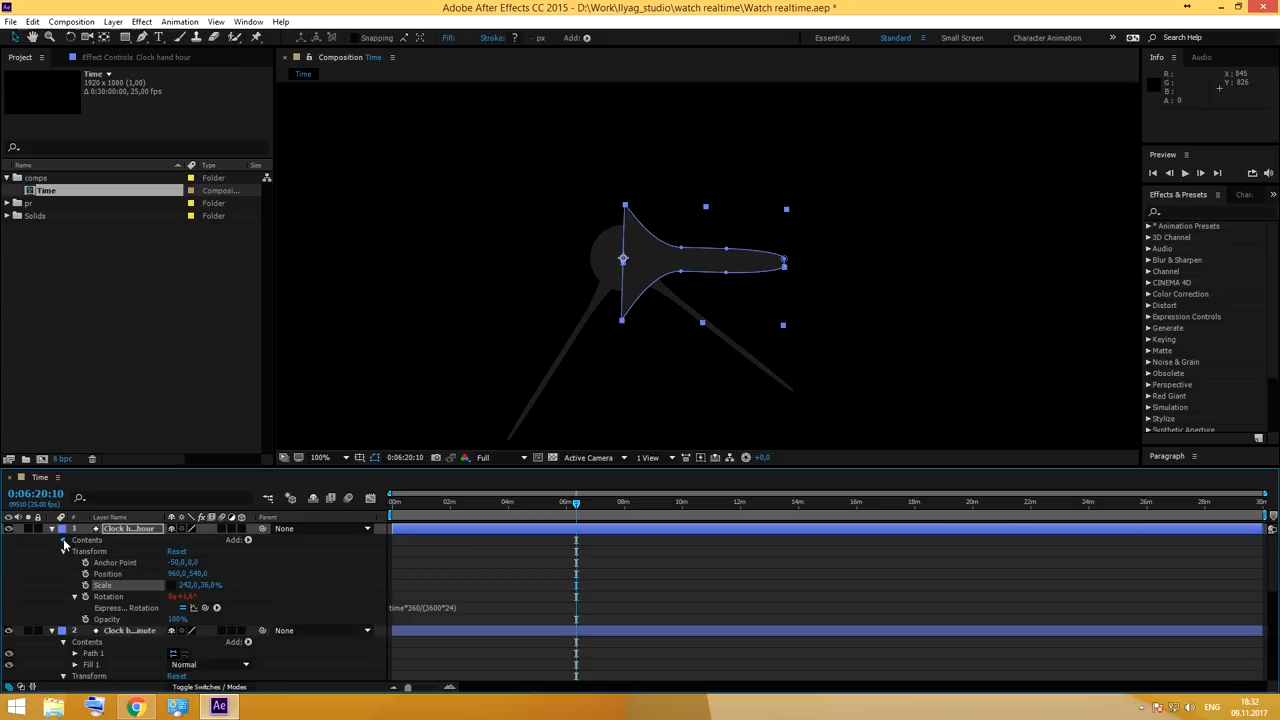 Adobe After Effects CC 2015 - D:\Work\Ilyag_studio\watch realtime\Watch realtime.aep *
File Edit Composition Layer Effect Animation View Window Help
Snapping Fill: Stroke: ? - px Add: Essentials Standard Small Screen Character Animation Search Help
Project Effect Controls Clock hand hour Composition Time Info Audio
Time
1920 x 1080 (1,00)
Δ 0:30:00:00, 25,00 fps
Time
R:
G:
B:
A: 0
X: 845
Y: 826
Preview
Name Type Size
comps Folder
Time Composi...
pr Folder
Solids Folder
Effects & Presets Char
* Animation Presets
3D Channel
Audio
Blur & Sharpen
Channel
CINEMA 4D
Color Correction
Distort
Expression Controls
Generate
Keying
Matte
Noise & Grain
Obsolete
Perspective
Red Giant
Simulation
Stylize
Synthetic Aperture
8 bpc 100% 0:06:20:10 Full Active Camera 1 View +0,0 Paragraph
Time
0:06:20:10
09510 (25.00 fps)
:00m 02m 04m 06m 08m 10m 12m 14m 16m 18m 20m 22m 24m 26m 28m 30m
# Layer Name Parent
1 Clock h...hour None
Contents Add:
Transform Reset
Anchor Point -50,0,0,0
Position 960,0,540,0
Scale 242,0,36,0%
Rotation 0x+1,6°
Express... Rotation time*360/(3600*24)
Opacity 100%
2 Clock h...inute None
Contents Add:
Path 1
Fill 1 Normal
Transform Reset
Toggle Switches / Modes
ENG 18:32
09.11.2017